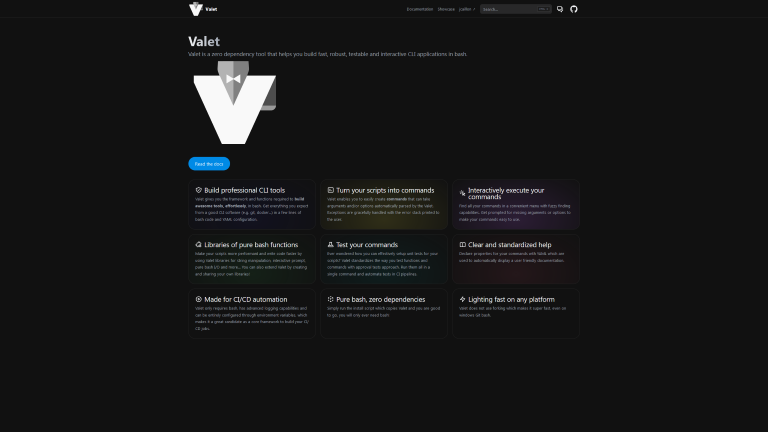 Valet
Documentation Showcase jcaillon ↗ Search...
Valet
Valet is a zero dependency tool that helps you build fast, robust, testable and interactive CLI applications in bash.
Read the docs
Build professional CLI tools
Valet gives you the framework and functions required to build
awesome tools, effortlessly, in bash. Get everything you expect
from a good CLI software (e.g. git, docker...) in a few lines of
bash code and YAML configuration.
Turn your scripts into commands
Valet enables you to easily create commands that can take
arguments and/or options automatically parsed by the Valet.
Exceptions are gracefully handled with the error stack printed to
the user.
Interactively execute your
commands
Find all your commands in a convenient menu with fuzzy finding
capabilities. Get prompted for missing arguments or options to
make your commands easy to use.
Libraries of pure bash functions
Make your scripts more performant and write code faster by
using Valet libraries for string manipulation, interactive prompts,
pure bash I/O and more... You can also extend Valet by creating
and sharing your own libraries!
Test your commands
Ever wondered how you can effectively setup unit tests for your
scripts? Valet standardizes the way you test functions and
commands with approval tests approach. Run them all in a
single command and automate tests in CI pipelines.
Clear and standardized help
Declare properties for your commands with YAML which are
used to automatically display a user friendly documentation.
Made for CI/CD automation
Valet only requires bash, has advanced logging capabilities and
can be entirely configured through environment variables, which
makes it a great candidate as a core framework to build your CI/
CD jobs.
Pure bash, zero dependencies
Simply run the install script which copies Valet and you are good
to go, you will only ever need bash!
Lighting fast on any platform
Valet does not use forking which makes it super fast, even on
windows git bash.